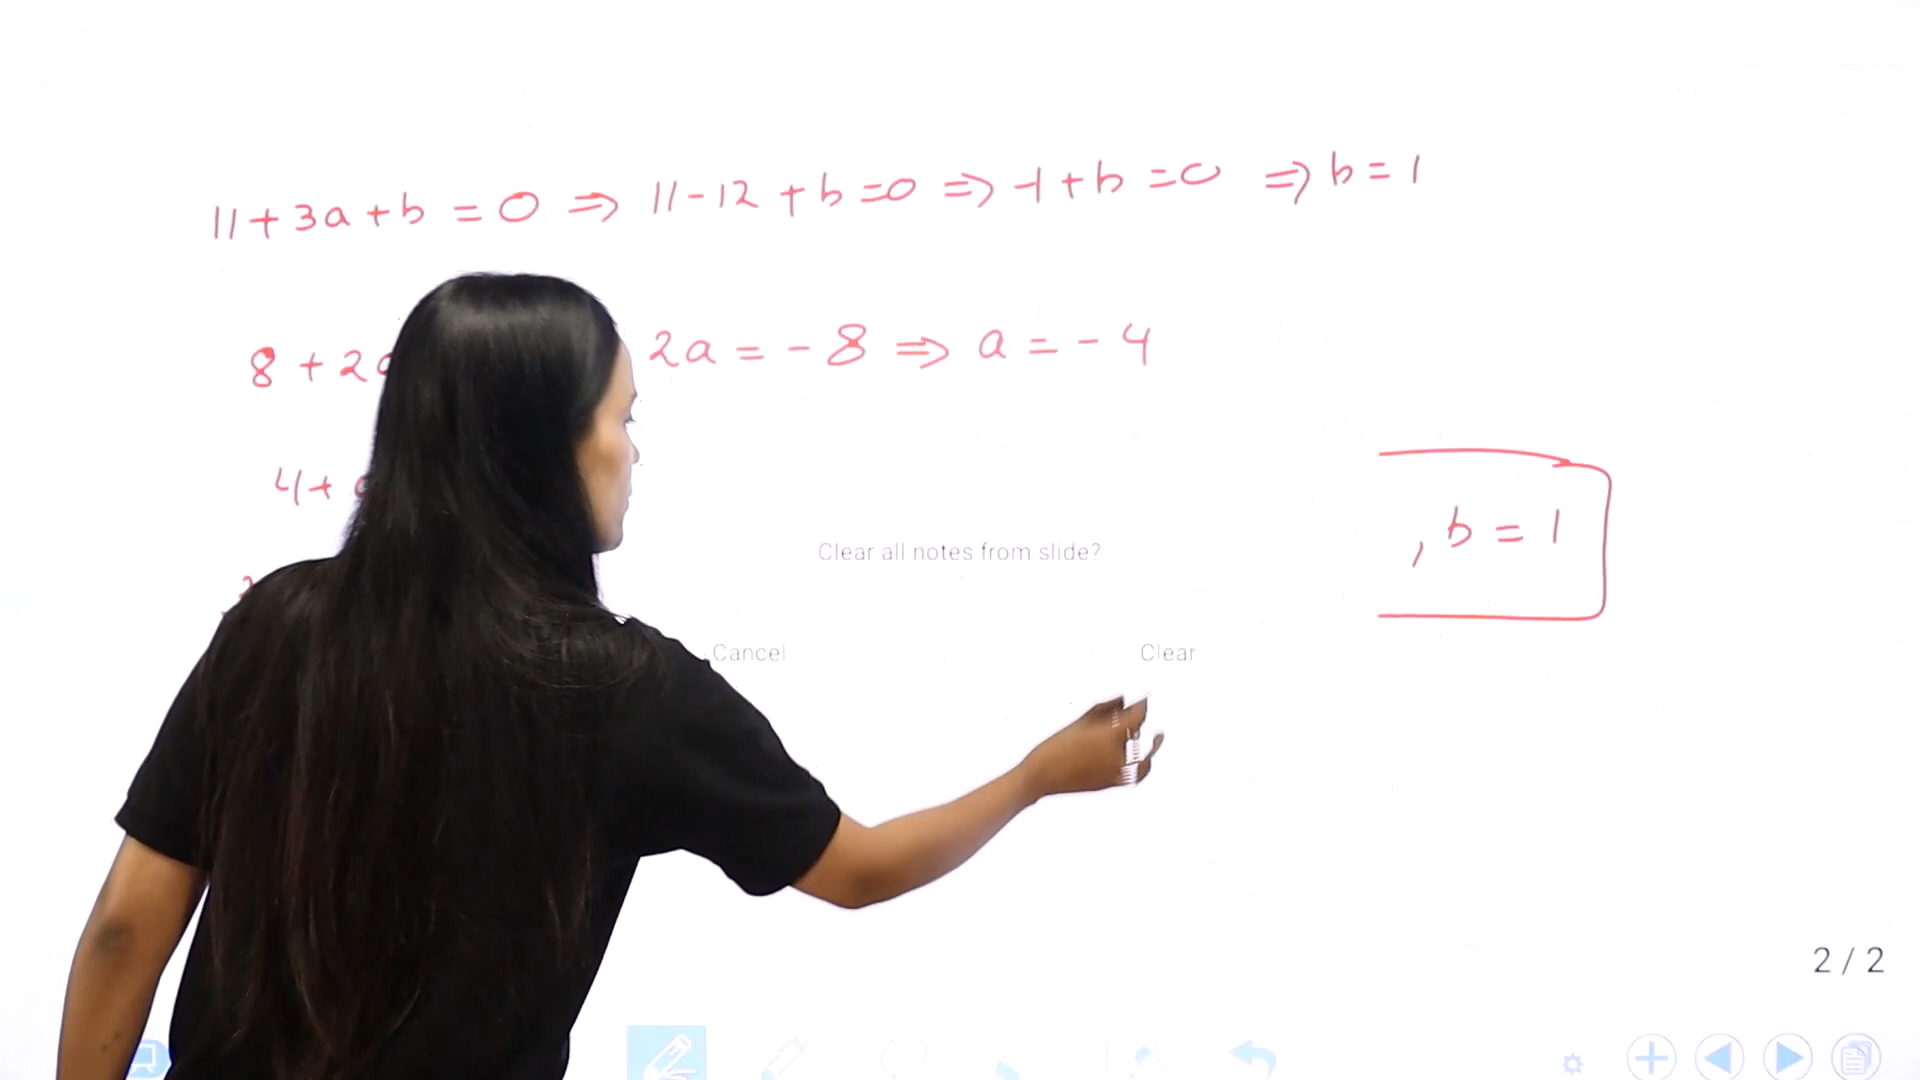 11 + 3a + b = 0 ⇒ 11 - 12 + b = 0 ⇒ -1 + b = 0 ⇒ b = 1
8 + 2a 2a = - 8 ⇒ a = - 4
4 +
, b = 1
Clear all notes from slide?
Cancel Clear
2 / 2